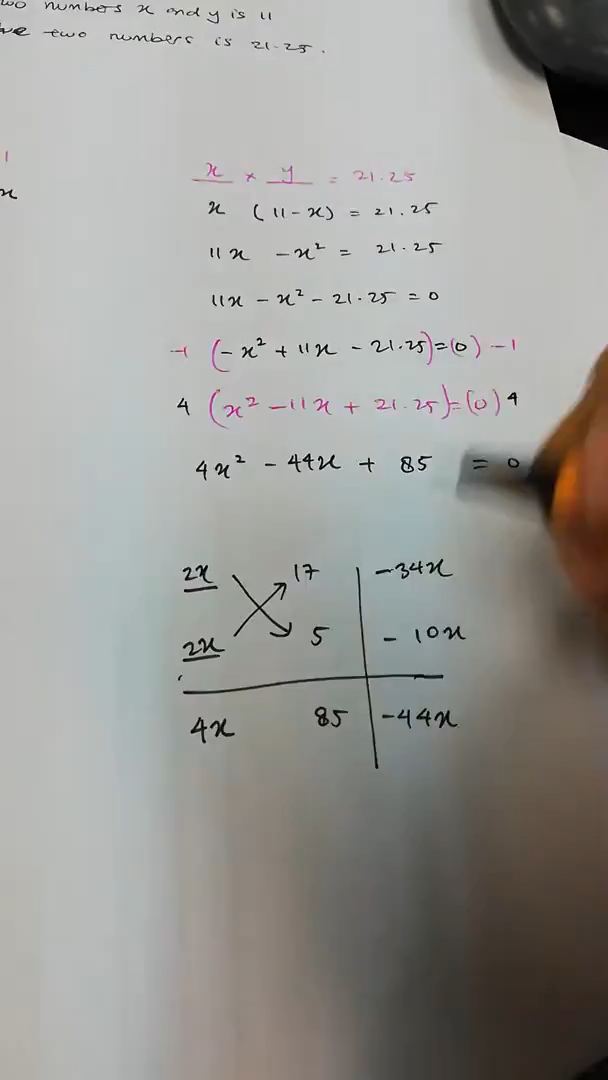 two numbers x and y is 11
two numbers is 21.25.
1
x
x × y = 21.25
x (11-x) = 21.25
11x - x² = 21.25
11x - x² - 21.25 = 0
-1 (-x² + 11x - 21.25) = (0) -1
4 (x² - 11x + 21.25) = (0) 4
4x² - 44x + 85 = 0
2x 17 -34x
2x 5 -10x
4x 85 -44x